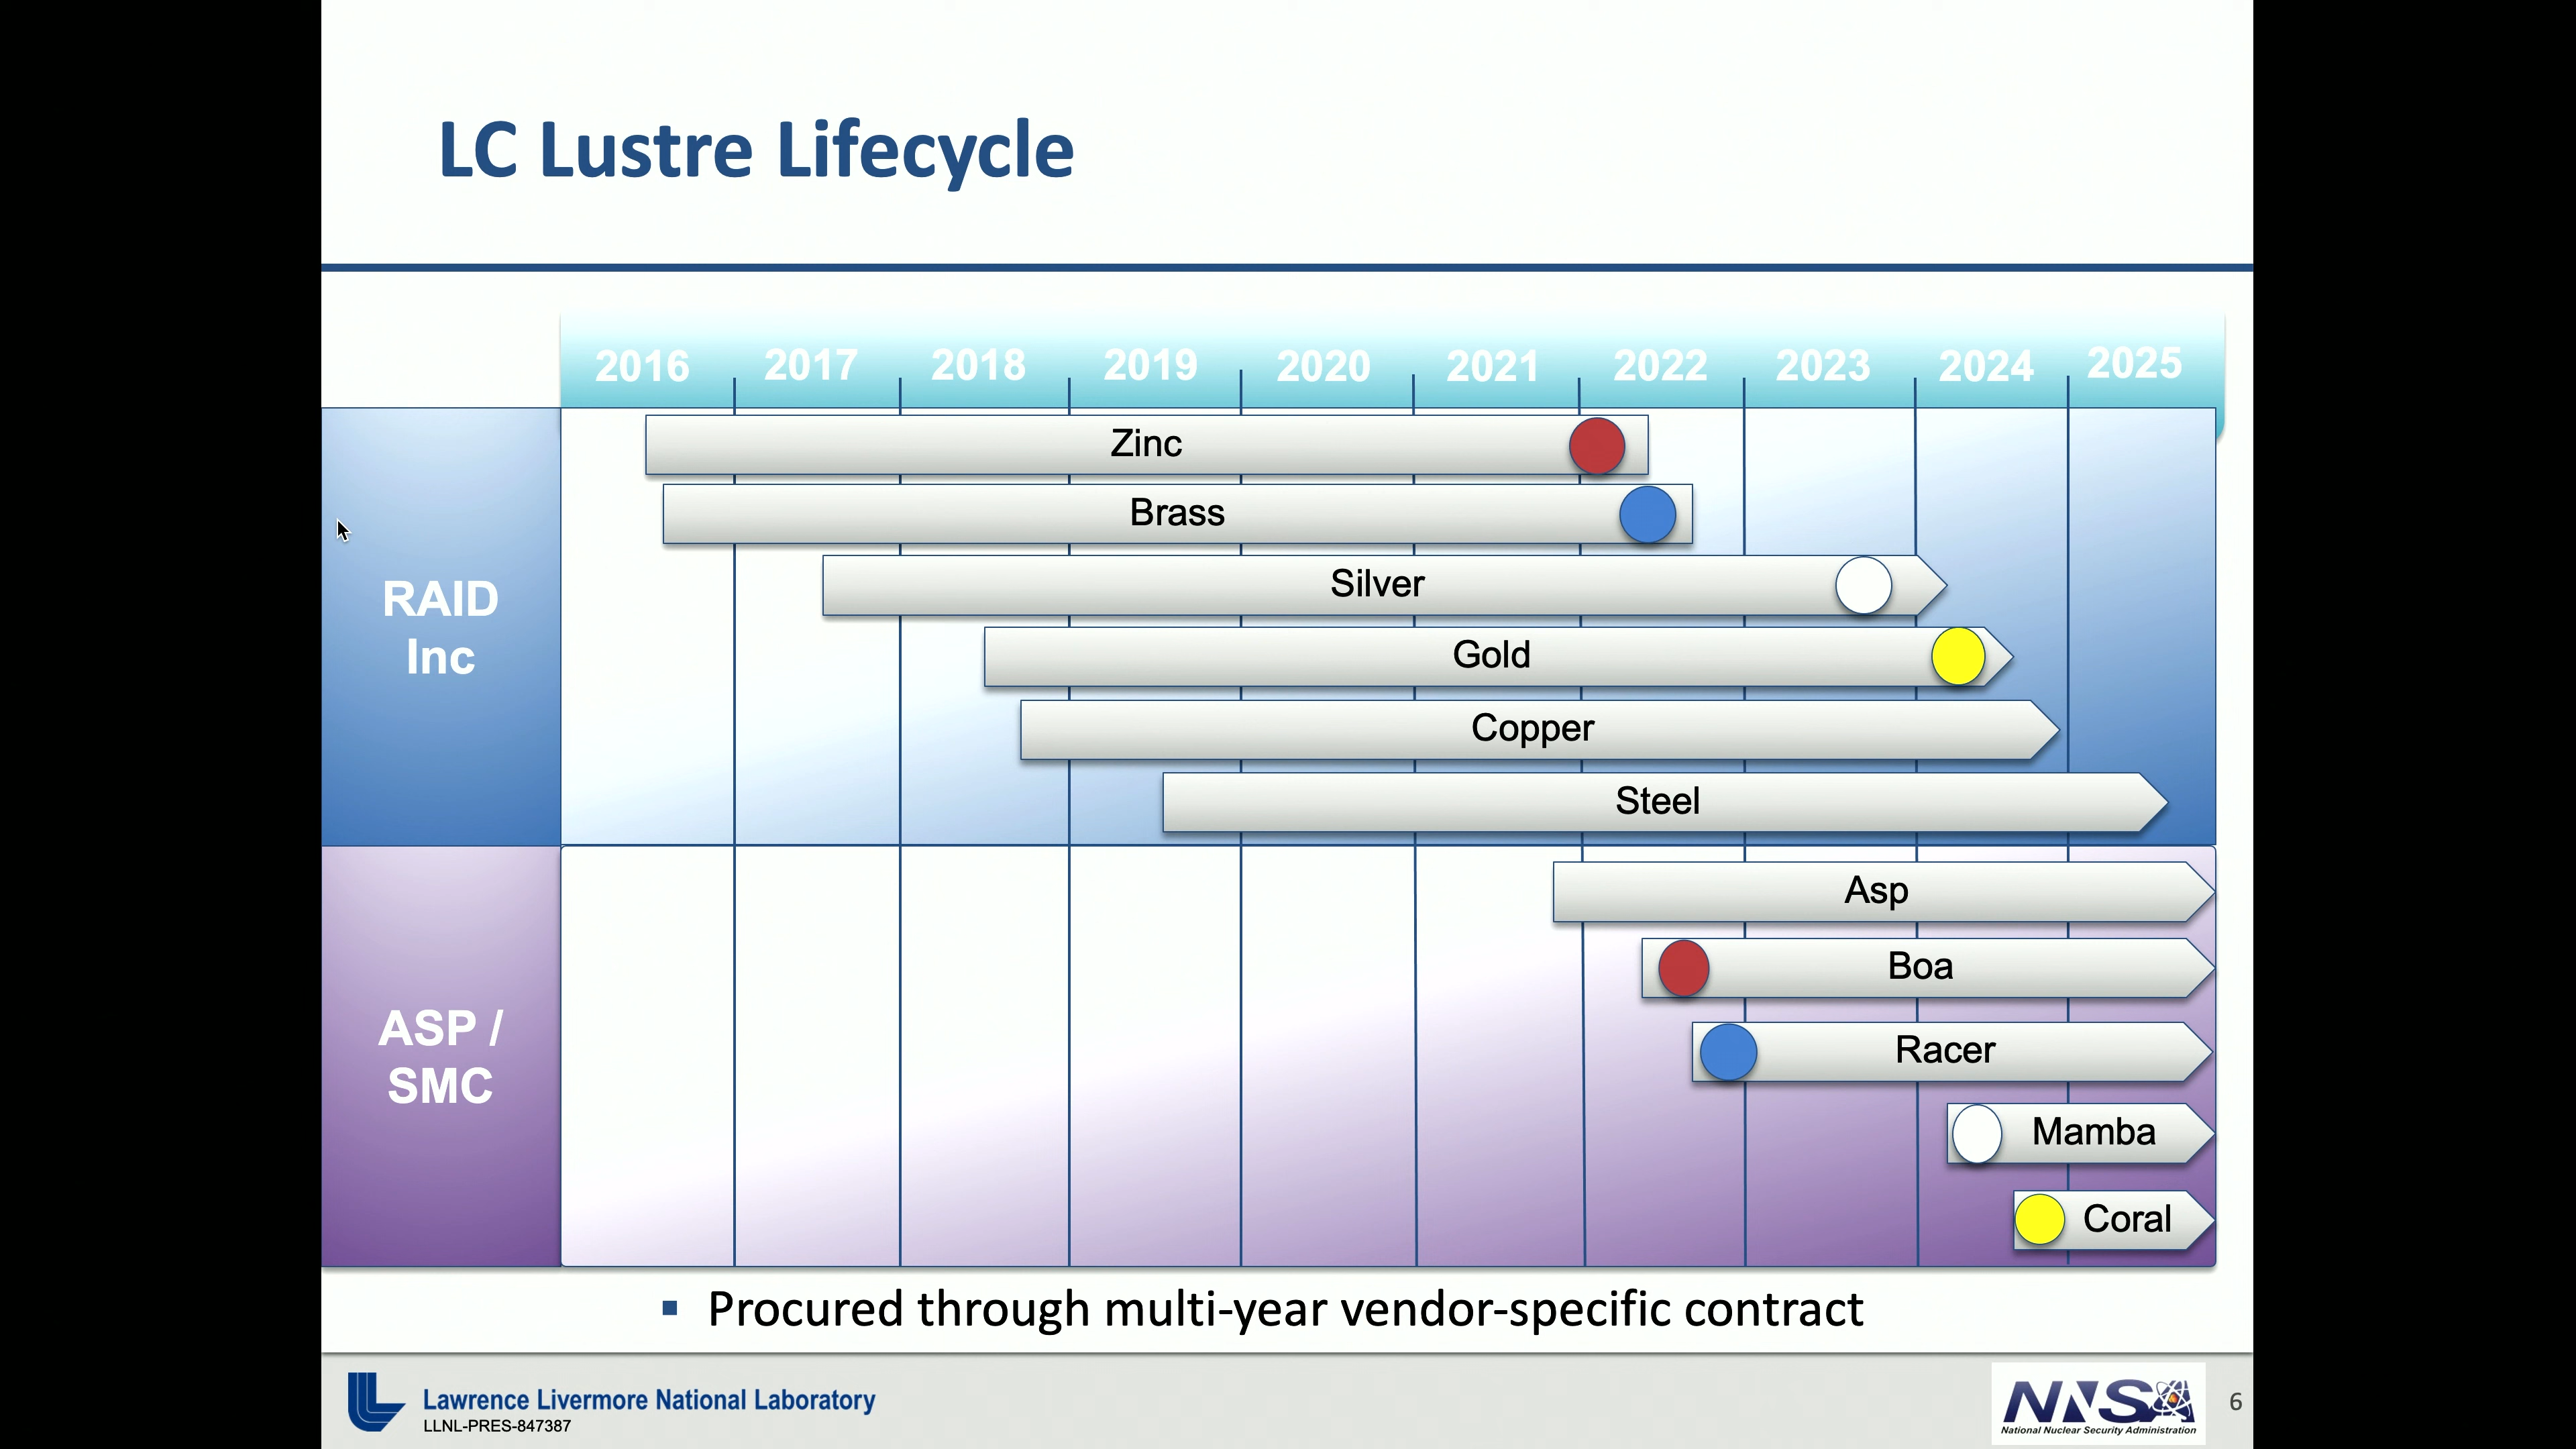 LC Lustre Lifecycle
2016 2017 2018 2019 2020 2021 2022 2023 2024 2025
RAID
Inc
Zinc
Brass
Silver
Gold
Copper
Steel
ASP /
SMC
Asp
Boa
Racer
Mamba
Coral
Procured through multi-year vendor-specific contract
Lawrence Livermore National Laboratory
LLNL-PRES-847387
NNSA
National Nuclear Security Administration
6